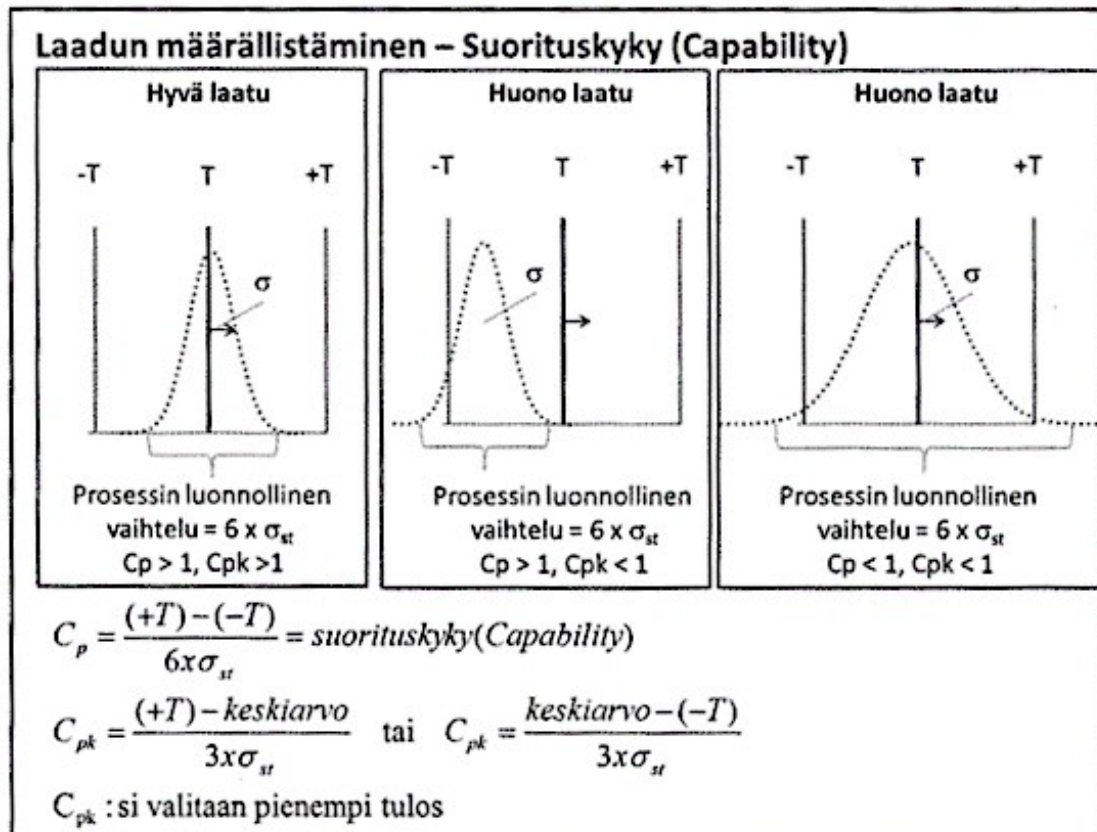 Laadun määrällistäminen – Suorituskyky (Capability)
Hyvä laatu
-T T +T
σ
Prosessin luonnollinen
vaihtelu = 6 x σst
Cp > 1, Cpk >1
Huono laatu
-T T +T
σ
Prosessin luonnollinen
vaihtelu = 6 x σst
Cp > 1, Cpk < 1
Huono laatu
-T T +T
σ
Prosessin luonnollinen
vaihtelu = 6 x σst
Cp < 1, Cpk < 1
Cp = (+T) – (–T) / 6xσst = suorituskyky(Capability)
Cpk = (+T) – keskiarvo / 3xσst tai Cpk = keskiarvo – (–T) / 3xσst
Cpk : si valitaan pienempi tulos